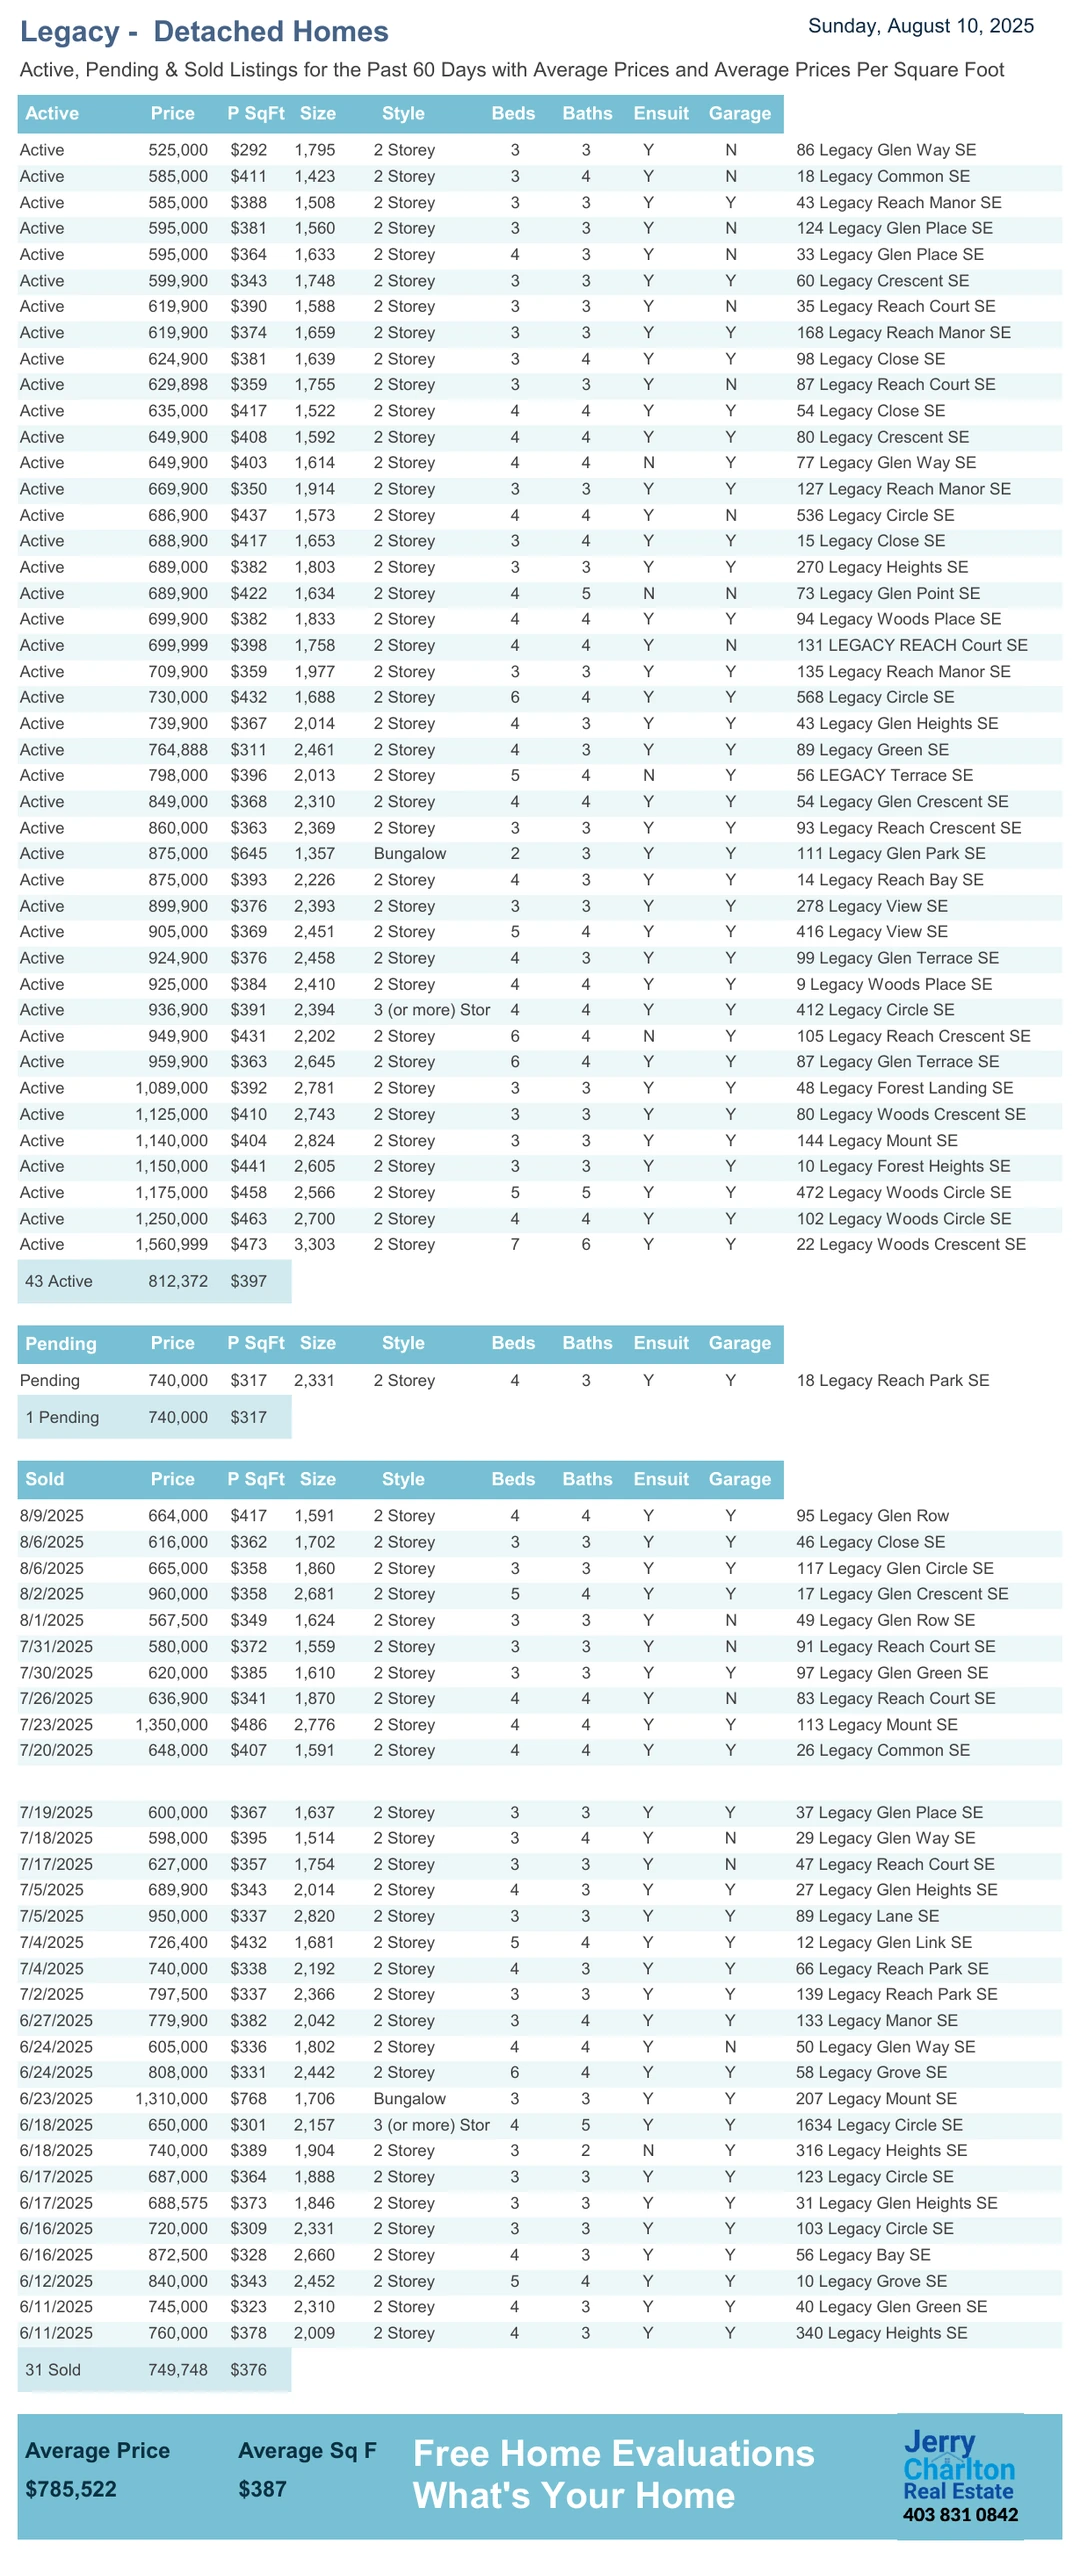 Legacy - Detached Homes
Sunday, August 10, 2025
Active, Pending & Sold Listings for the Past 60 Days with Average Prices and Average Prices Per Square Foot
Active Price P SqFt Size Style Beds Baths Ensuit Garage
Active 525,000 $292 1,795 2 Storey 3 3 Y N 86 Legacy Glen Way SE
Active 585,000 $411 1,423 2 Storey 3 4 Y N 18 Legacy Common SE
Active 585,000 $388 1,508 2 Storey 3 3 Y Y 43 Legacy Reach Manor SE
Active 595,000 $381 1,560 2 Storey 3 3 Y N 124 Legacy Glen Place SE
Active 595,000 $364 1,633 2 Storey 4 3 Y N 33 Legacy Glen Place SE
Active 599,900 $343 1,748 2 Storey 3 3 Y Y 60 Legacy Crescent SE
Active 619,900 $390 1,588 2 Storey 3 3 Y N 35 Legacy Reach Court SE
Active 619,900 $374 1,659 2 Storey 3 3 Y Y 168 Legacy Reach Manor SE
Active 624,900 $381 1,639 2 Storey 3 4 Y Y 98 Legacy Close SE
Active 629,898 $359 1,755 2 Storey 3 3 Y N 87 Legacy Reach Court SE
Active 635,000 $417 1,522 2 Storey 4 4 Y Y 54 Legacy Close SE
Active 649,900 $408 1,592 2 Storey 4 4 Y Y 80 Legacy Crescent SE
Active 649,900 $403 1,614 2 Storey 4 4 N Y 77 Legacy Glen Way SE
Active 669,900 $350 1,914 2 Storey 3 3 Y Y 127 Legacy Reach Manor SE
Active 686,900 $437 1,573 2 Storey 4 4 Y N 536 Legacy Circle SE
Active 688,900 $417 1,653 2 Storey 3 4 Y Y 15 Legacy Close SE
Active 689,000 $382 1,803 2 Storey 3 3 Y Y 270 Legacy Heights SE
Active 689,900 $422 1,634 2 Storey 4 5 N N 73 Legacy Glen Point SE
Active 699,900 $382 1,833 2 Storey 4 4 Y Y 94 Legacy Woods Place SE
Active 699,999 $398 1,758 2 Storey 4 4 Y N 131 LEGACY REACH Court SE
Active 709,900 $359 1,977 2 Storey 3 3 Y Y 135 Legacy Reach Manor SE
Active 730,000 $432 1,688 2 Storey 6 4 Y Y 568 Legacy Circle SE
Active 739,900 $367 2,014 2 Storey 4 3 Y Y 43 Legacy Glen Heights SE
Active 764,888 $311 2,461 2 Storey 4 3 Y Y 89 Legacy Green SE
Active 798,000 $396 2,013 2 Storey 5 4 N Y 56 LEGACY Terrace SE
Active 849,000 $368 2,310 2 Storey 4 4 Y Y 54 Legacy Glen Crescent SE
Active 860,000 $363 2,369 2 Storey 3 3 Y Y 93 Legacy Reach Crescent SE
Active 875,000 $645 1,357 Bungalow 2 3 Y Y 111 Legacy Glen Park SE
Active 875,000 $393 2,226 2 Storey 4 3 Y Y 14 Legacy Reach Bay SE
Active 899,900 $376 2,393 2 Storey 3 3 Y Y 278 Legacy View SE
Active 905,000 $369 2,451 2 Storey 5 4 Y Y 416 Legacy View SE
Active 924,900 $376 2,458 2 Storey 4 3 Y Y 99 Legacy Glen Terrace SE
Active 925,000 $384 2,410 2 Storey 4 4 Y Y 9 Legacy Woods Place SE
Active 936,900 $391 2,394 3 (or more) Stor 4 4 Y Y 412 Legacy Circle SE
Active 949,900 $431 2,202 2 Storey 6 4 N Y 105 Legacy Reach Crescent SE
Active 959,900 $363 2,645 2 Storey 6 4 Y Y 87 Legacy Glen Terrace SE
Active 1,089,000 $392 2,781 2 Storey 3 3 Y Y 48 Legacy Forest Landing SE
Active 1,125,000 $410 2,743 2 Storey 3 3 Y Y 80 Legacy Woods Crescent SE
Active 1,140,000 $404 2,824 2 Storey 3 3 Y Y 144 Legacy Mount SE
Active 1,150,000 $441 2,605 2 Storey 3 3 Y Y 10 Legacy Forest Heights SE
Active 1,175,000 $458 2,566 2 Storey 5 5 Y Y 472 Legacy Woods Circle SE
Active 1,250,000 $463 2,700 2 Storey 4 4 Y Y 102 Legacy Woods Circle SE
Active 1,560,999 $473 3,303 2 Storey 7 6 Y Y 22 Legacy Woods Crescent SE
43 Active 812,372 $397
Pending Price P SqFt Size Style Beds Baths Ensuit Garage
Pending 740,000 $317 2,331 2 Storey 4 3 Y Y 18 Legacy Reach Park SE
1 Pending 740,000 $317
Sold Price P SqFt Size Style Beds Baths Ensuit Garage
8/9/2025 664,000 $417 1,591 2 Storey 4 4 Y Y 95 Legacy Glen Row
8/6/2025 616,000 $362 1,702 2 Storey 3 3 Y Y 46 Legacy Close SE
8/6/2025 665,000 $358 1,860 2 Storey 3 3 Y Y 117 Legacy Glen Circle SE
8/2/2025 960,000 $358 2,681 2 Storey 5 4 Y Y 17 Legacy Glen Crescent SE
8/1/2025 567,500 $349 1,624 2 Storey 3 3 Y N 49 Legacy Glen Row SE
7/31/2025 580,000 $372 1,559 2 Storey 3 3 Y N 91 Legacy Reach Court SE
7/30/2025 620,000 $385 1,610 2 Storey 3 3 Y Y 97 Legacy Glen Green SE
7/26/2025 636,900 $341 1,870 2 Storey 4 4 Y N 83 Legacy Reach Court SE
7/23/2025 1,350,000 $486 2,776 2 Storey 4 4 Y Y 113 Legacy Mount SE
7/20/2025 648,000 $407 1,591 2 Storey 4 4 Y Y 26 Legacy Common SE
7/19/2025 600,000 $367 1,637 2 Storey 3 3 Y Y 37 Legacy Glen Place SE
7/18/2025 598,000 $395 1,514 2 Storey 3 4 Y N 29 Legacy Glen Way SE
7/17/2025 627,000 $357 1,754 2 Storey 3 3 Y N 47 Legacy Reach Court SE
7/5/2025 689,900 $343 2,014 2 Storey 4 3 Y Y 27 Legacy Glen Heights SE
7/5/2025 950,000 $337 2,820 2 Storey 3 3 Y Y 89 Legacy Lane SE
7/4/2025 726,400 $432 1,681 2 Storey 5 4 Y Y 12 Legacy Glen Link SE
7/4/2025 740,000 $338 2,192 2 Storey 4 3 Y Y 66 Legacy Reach Park SE
7/2/2025 797,500 $337 2,366 2 Storey 3 3 Y Y 139 Legacy Reach Park SE
6/27/2025 779,900 $382 2,042 2 Storey 3 4 Y Y 133 Legacy Manor SE
6/24/2025 605,000 $336 1,802 2 Storey 4 4 Y N 50 Legacy Glen Way SE
6/24/2025 808,000 $331 2,442 2 Storey 6 4 Y Y 58 Legacy Grove SE
6/23/2025 1,310,000 $768 1,706 Bungalow 3 3 Y Y 207 Legacy Mount SE
6/18/2025 650,000 $301 2,157 3 (or more) Stor 4 5 Y Y 1634 Legacy Circle SE
6/18/2025 740,000 $389 1,904 2 Storey 3 2 N Y 316 Legacy Heights SE
6/17/2025 687,000 $364 1,888 2 Storey 3 3 Y Y 123 Legacy Circle SE
6/17/2025 688,575 $373 1,846 2 Storey 3 3 Y Y 31 Legacy Glen Heights SE
6/16/2025 720,000 $309 2,331 2 Storey 3 3 Y Y 103 Legacy Circle SE
6/16/2025 872,500 $328 2,660 2 Storey 4 3 Y Y 56 Legacy Bay SE
6/12/2025 840,000 $343 2,452 2 Storey 5 4 Y Y 10 Legacy Grove SE
6/11/2025 745,000 $323 2,310 2 Storey 4 3 Y Y 40 Legacy Glen Green SE
6/11/2025 760,000 $378 2,009 2 Storey 4 3 Y Y 340 Legacy Heights SE
31 Sold 749,748 $376
Average Price Average Sq F
$785,522 $387
Free Home Evaluations
What's Your Home
Jerry
Charlton
Real Estate
403 831 0842